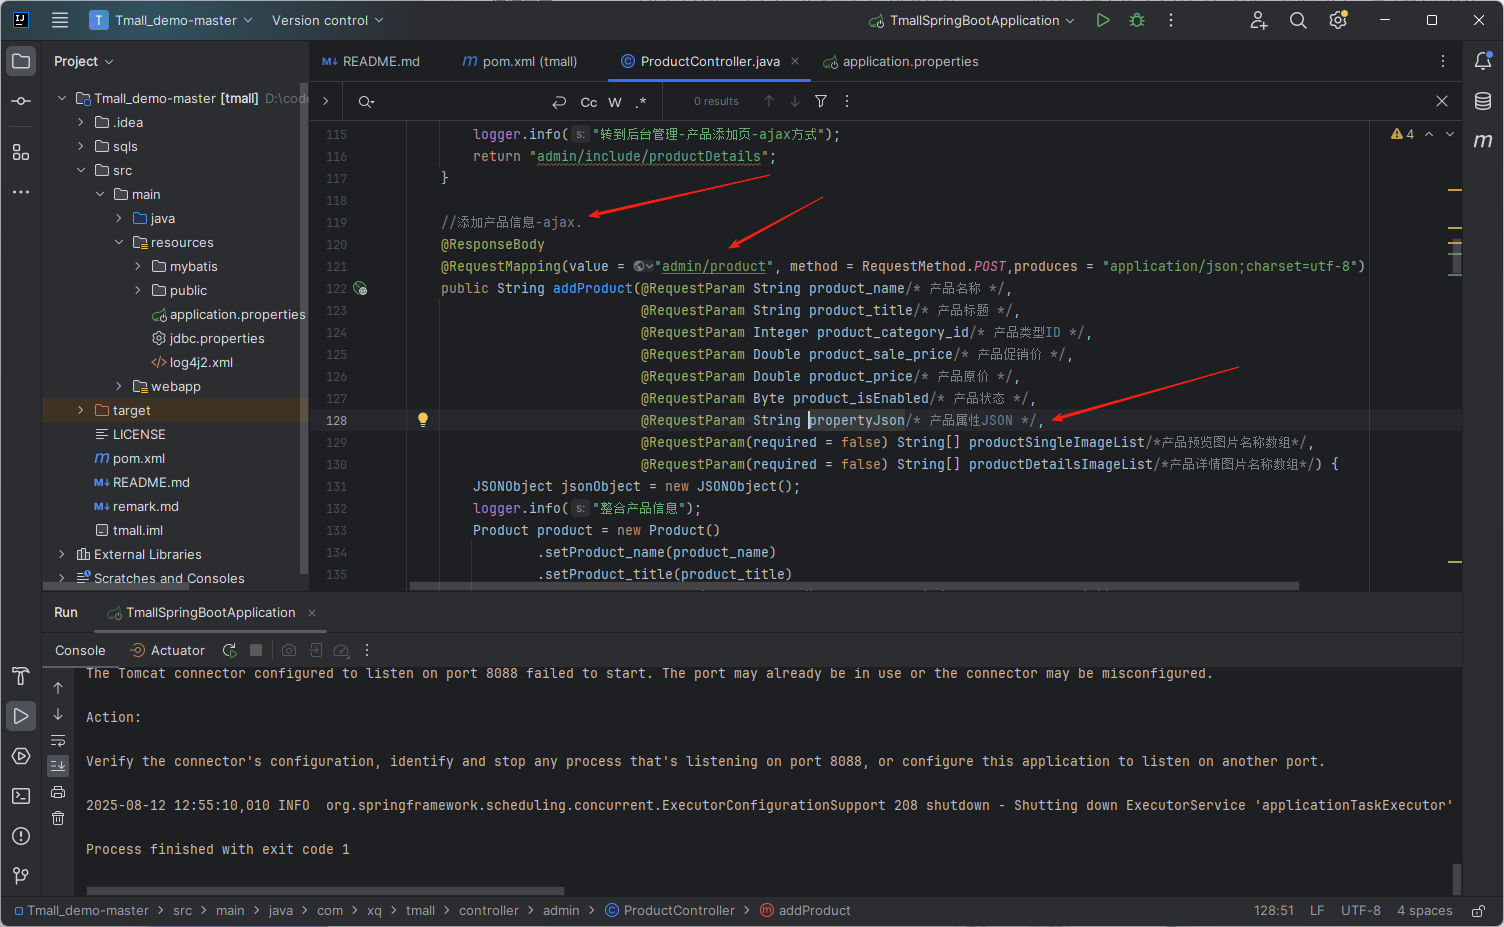 T Tmall_demo-master Version control TmallSpringBootApplication
Project
README.md pom.xml (tmall) ProductController.java application.properties
Cc W .* 0 results
Tmall_demo-master [tmall] D:\code
.idea
sqls
src
main
java
resources
mybatis
public
application.properties
jdbc.properties
log4j2.xml
webapp
target
LICENSE
pom.xml
README.md
remark.md
tmall.iml
External Libraries
Scratches and Consoles
4
115 logger.info( s: "转到后台管理-产品添加页-ajax方式");
116 return "admin/include/productDetails";
117 }
118
119 //添加产品信息-ajax.
120 @ResponseBody
121 @RequestMapping(value = "admin/product", method = RequestMethod.POST,produces = "application/json;charset=utf-8")
122 public String addProduct(@RequestParam String product_name/* 产品名称 */,
123 @RequestParam String product_title/* 产品标题 */,
124 @RequestParam Integer product_category_id/* 产品类型ID */,
125 @RequestParam Double product_sale_price/* 产品促销价 */,
126 @RequestParam Double product_price/* 产品原价 */,
127 @RequestParam Byte product_isEnabled/* 产品状态 */,
128 @RequestParam String propertyJson/* 产品属性JSON */,
129 @RequestParam(required = false) String[] productSingleImageList/*产品预览图片名称数组*/,
130 @RequestParam(required = false) String[] productDetailsImageList/*产品详情图片名称数组*/) {
131 JSONObject jsonObject = new JSONObject();
132 logger.info( s: "整合产品信息");
133 Product product = new Product()
134 .setProduct_name(product_name)
135 .setProduct_title(product_title)
Run TmallSpringBootApplication
Console Actuator
The Tomcat connector configured to listen on port 8088 failed to start. The port may already be in use or the connector may be misconfigured.
Action:
Verify the connector's configuration, identify and stop any process that's listening on port 8088, or configure this application to listen on another port.
2025-08-12 12:55:10,010 INFO org.springframework.scheduling.concurrent.ExecutorConfigurationSupport 208 shutdown - Shutting down ExecutorService 'applicationTaskExecutor'
Process finished with exit code 1
Tmall_demo-master > src > main > java > com > xq > tmall > controller > admin > ProductController > addProduct 128:51 LF UTF-8 4 spaces